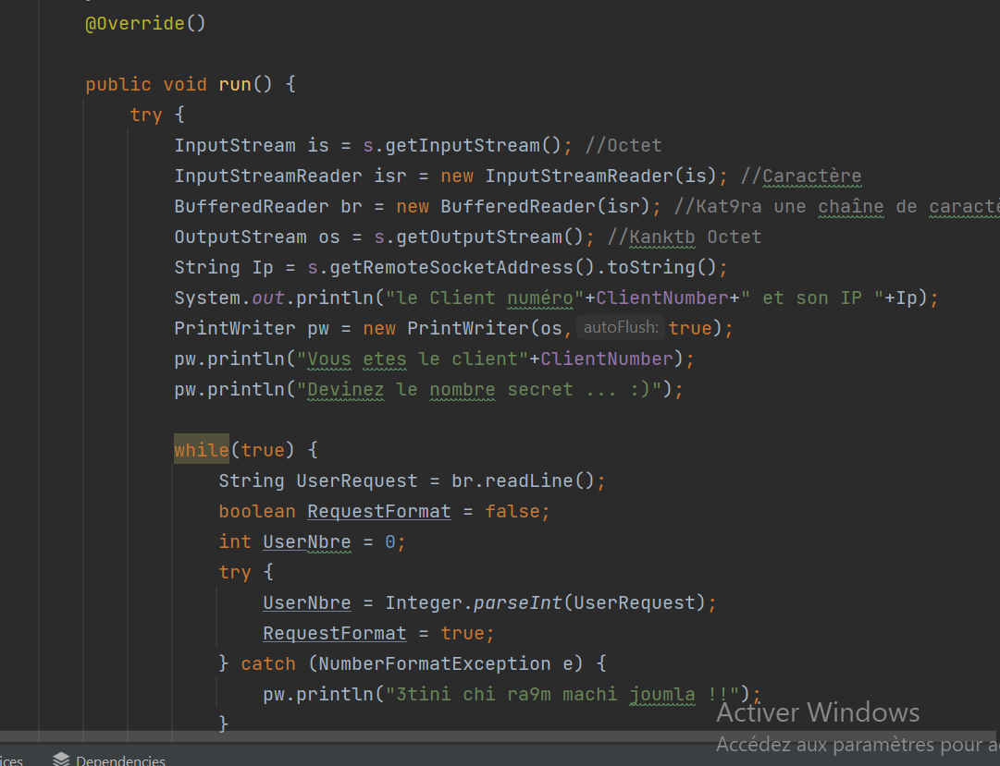 @Override()
public void run() {
try {
InputStream is = s.getInputStream(); //Octet
InputStreamReader isr = new InputStreamReader(is); //Caractère
BufferedReader br = new BufferedReader(isr); //Kat9ra une chaîne de caractè
OutputStream os = s.getOutputStream(); //Kanktb Octet
String Ip = s.getRemoteSocketAddress().toString();
System.out.println("le Client numéro"+ClientNumber+" et son IP "+Ip);
PrintWriter pw = new PrintWriter(os, autoFlush: true);
pw.println("Vous etes le client"+ClientNumber);
pw.println("Devinez le nombre secret ... :)");
while(true) {
String UserRequest = br.readLine();
boolean RequestFormat = false;
int UserNbre = 0;
try {
UserNbre = Integer.parseInt(UserRequest);
RequestFormat = true;
} catch (NumberFormatException e) {
pw.println("3tini chi ra9m machi joumla !!");
}
Activer Windows
Accédez aux paramètres pour a
ices Dependencies